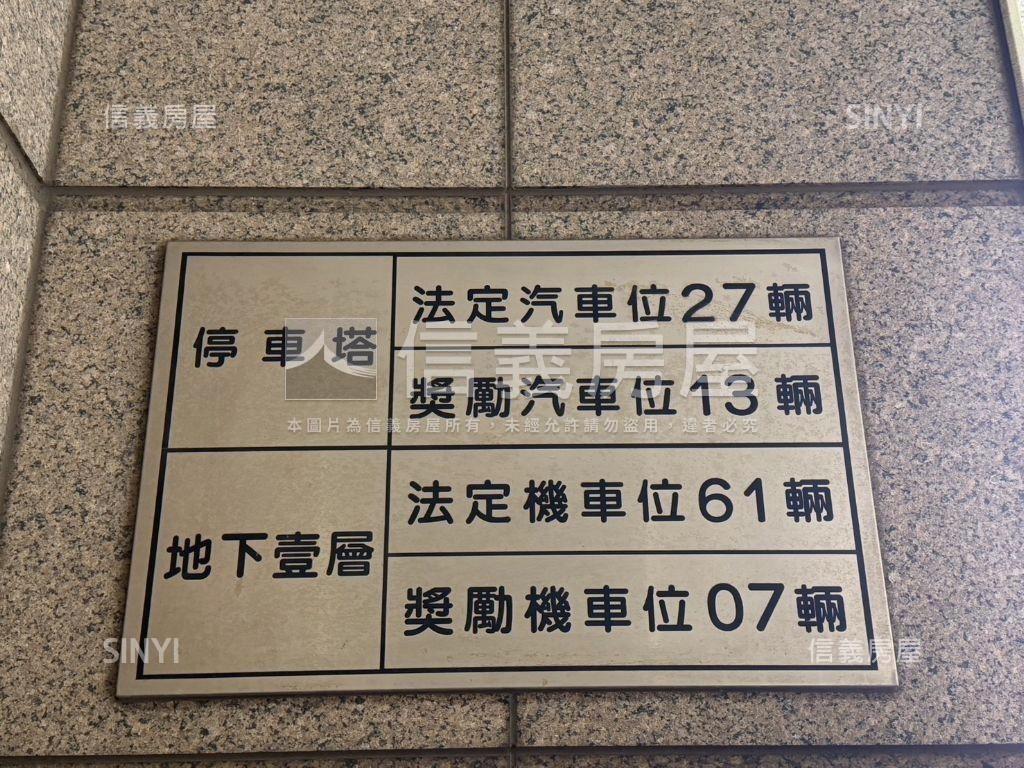 信義房屋
SINYI
停車塔
法定汽車位27輛
獎勵汽車位13輛
信義房屋
本圖片為信義房屋所有，未經允許請勿盜用，違者必究
地下壹層
法定機車位61輛
獎勵機車位07輛
SINYI
信義房屋